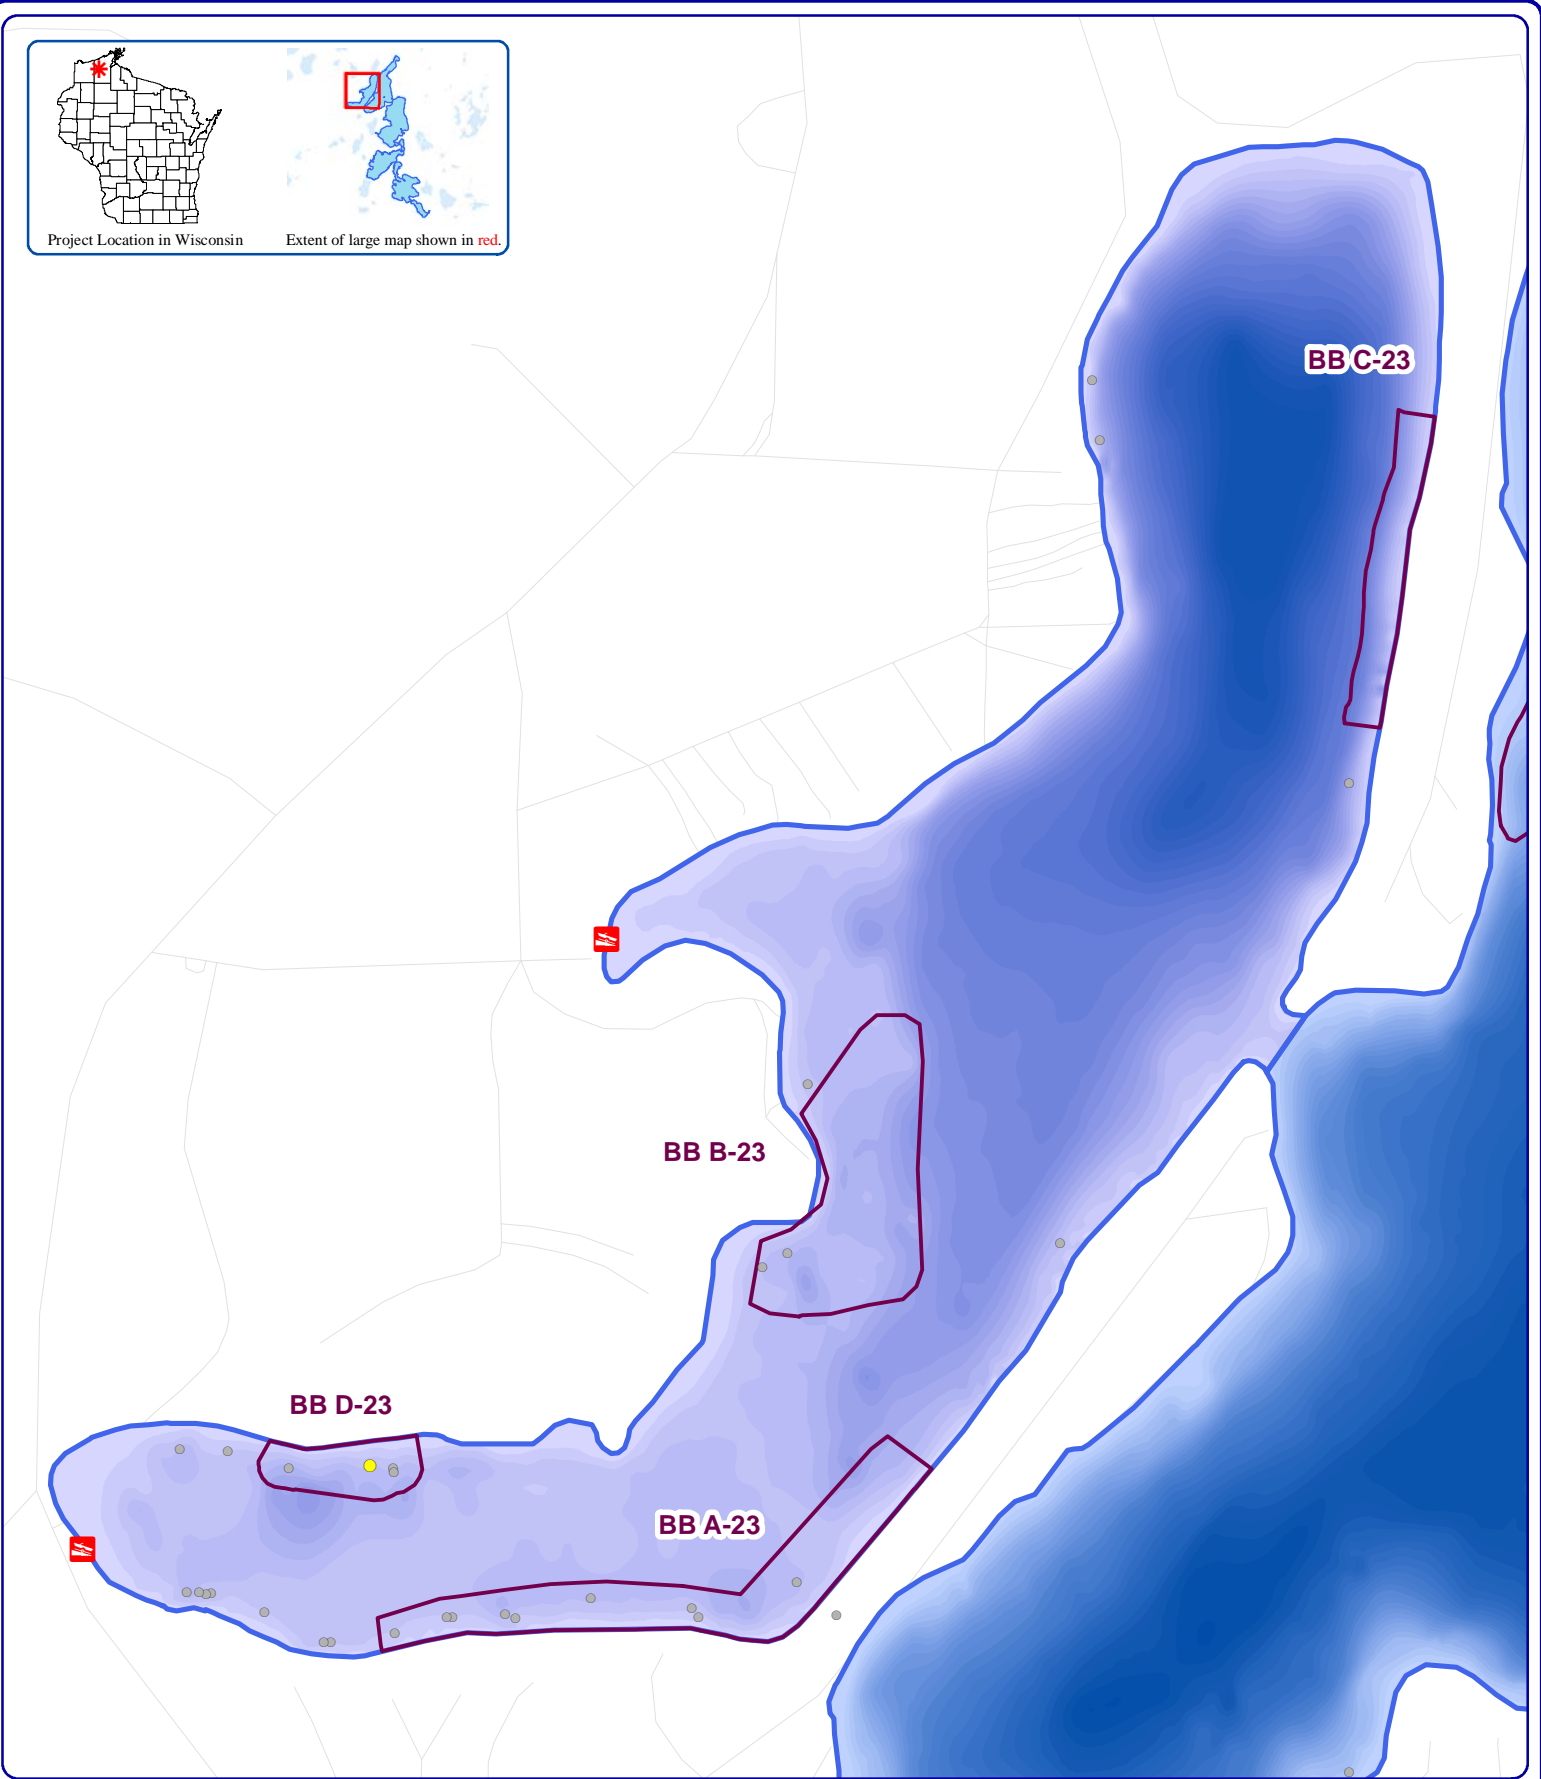 Project Location in Wisconsin
Extent of large map shown in red.
BB C-23
BB B-23
BB D-23
BB A-23